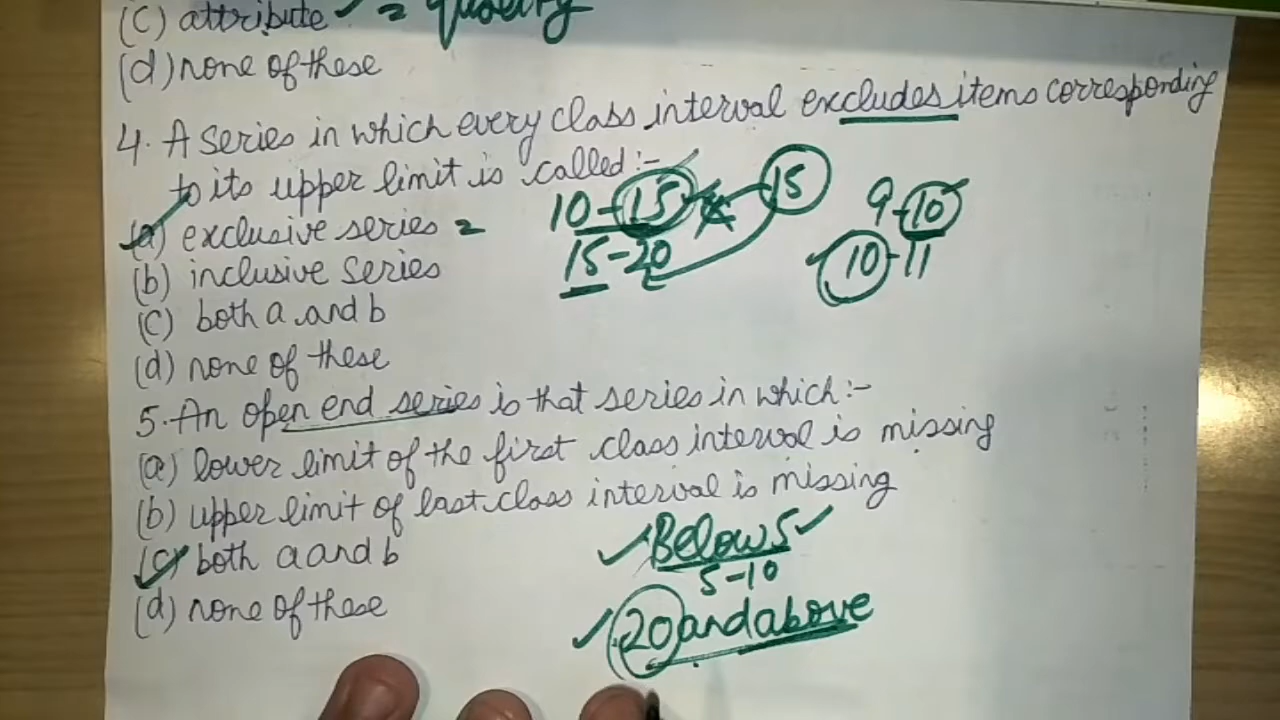 (c) attribute = quality
(d) none of these
4. A series in which every class interval excludes items corresponding
to its upper limit is called:-
(a) exclusive series =
10-15 15
15-20
9-10
10-11
(b) inclusive series
(c) both a and b
(d) none of these
5. An open end series is that series in which:-
(a) lower limit of the first class interval is missing
(b) upper limit of last class interval is missing
(c) both a and b
(d) none of these
Below 5
5-10
20 and above